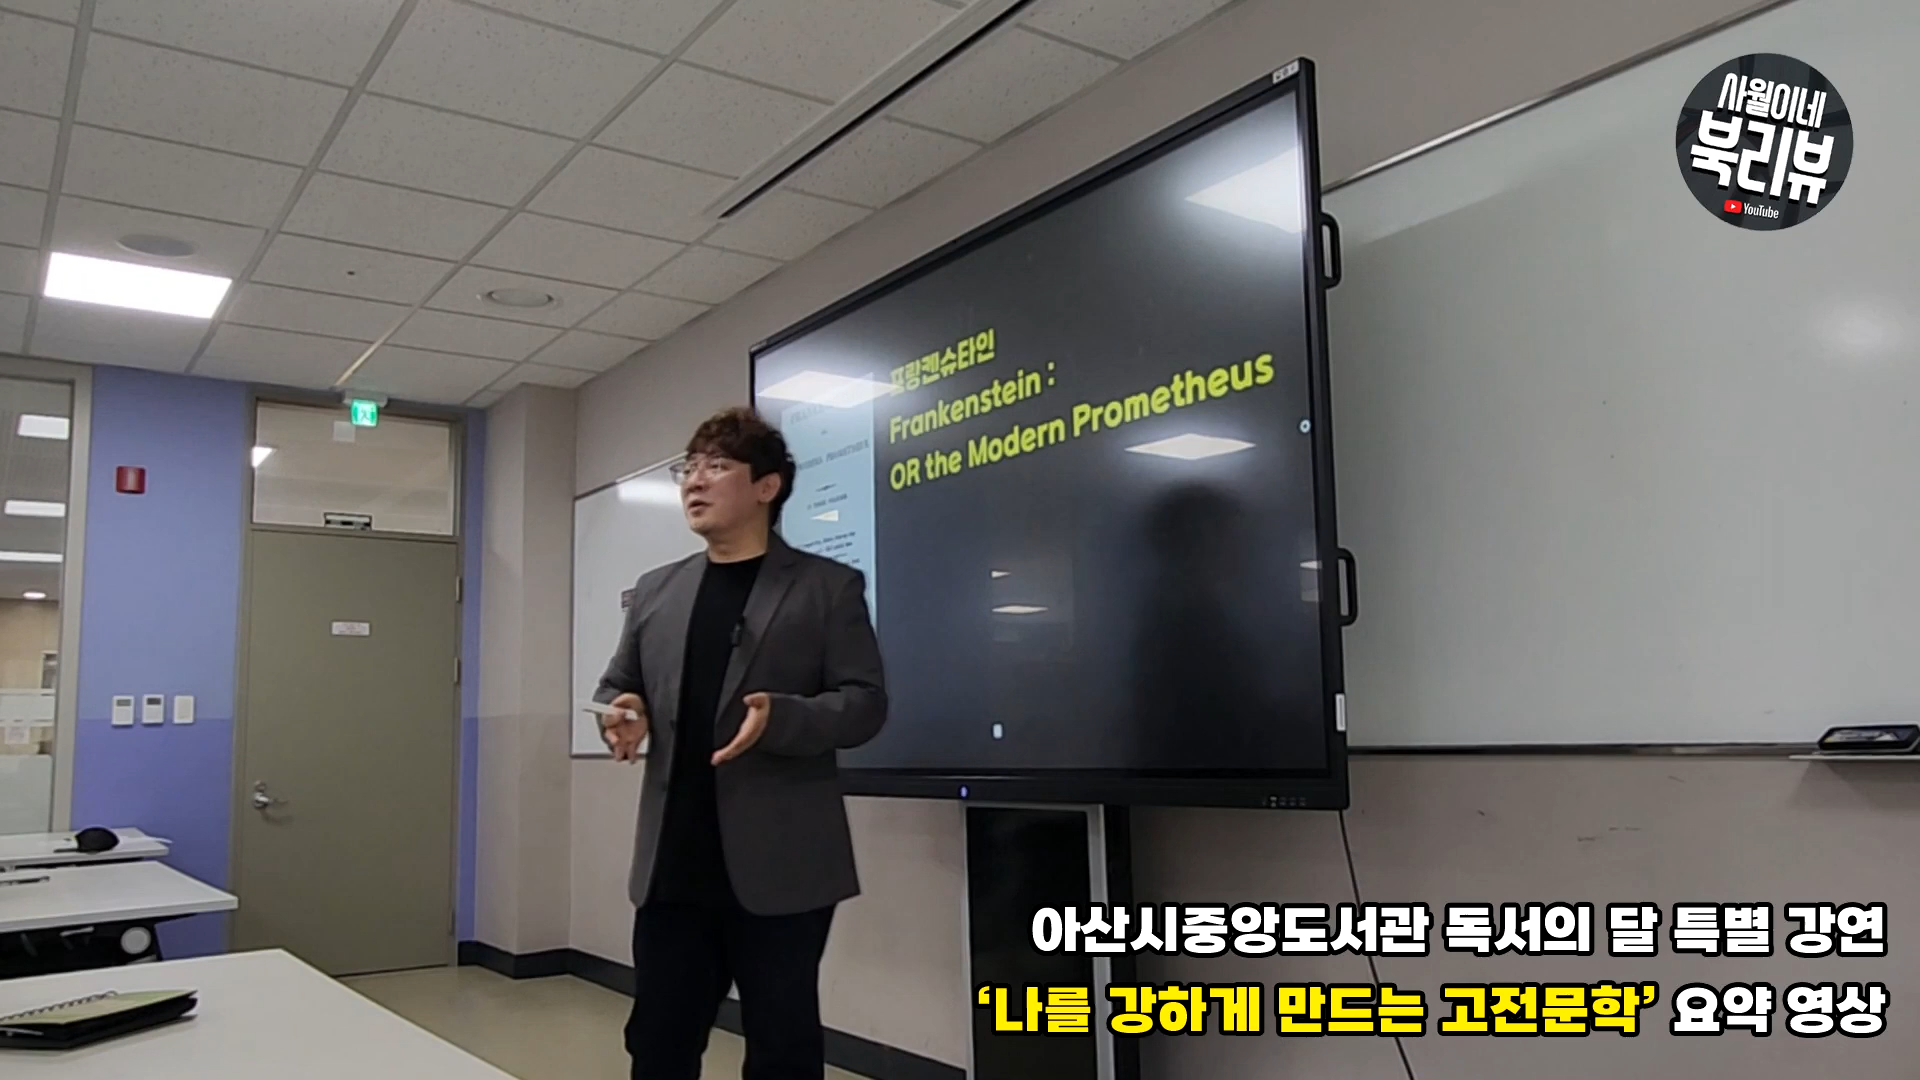 사월이네
북리뷰
YouTube
프랑켄슈타인
Frankenstein :
OR the Modern Prometheus
아산시중앙도서관 독서의 달 특별 강연
‘나를 강하게 만드는 고전문학’ 요약 영상